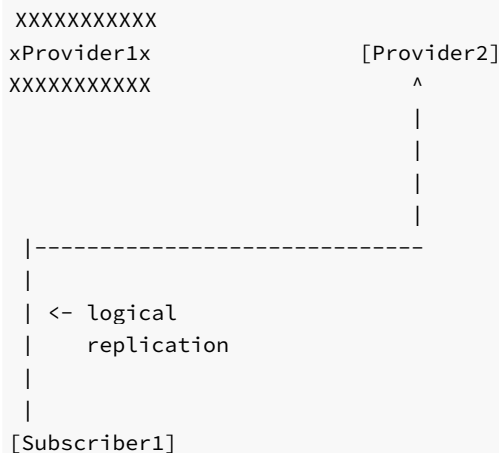 XXXXXXXXXXX
xProvider1x [Provider2]
XXXXXXXXXXX ^
|
|
|
|
|------------------------------
|
| <- logical
| replication
|
|
[Subscriber1]